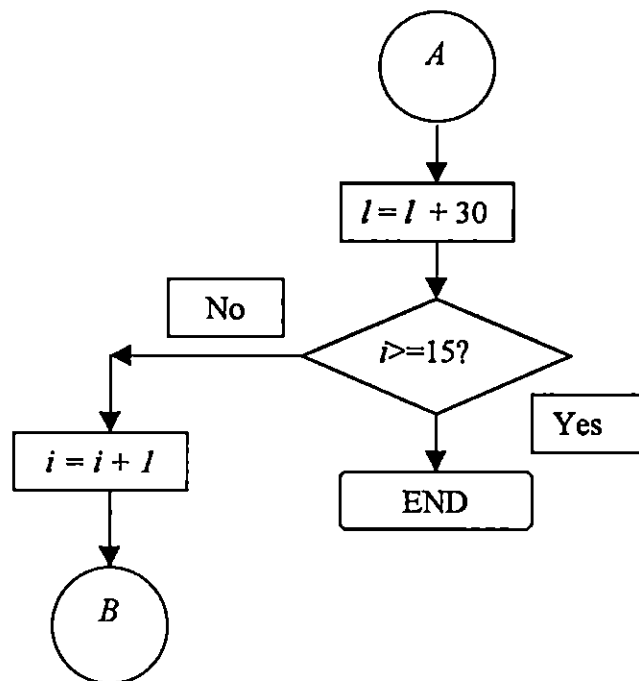 A
l = l + 30
No
i>=15?
Yes
i = i + 1
END
B